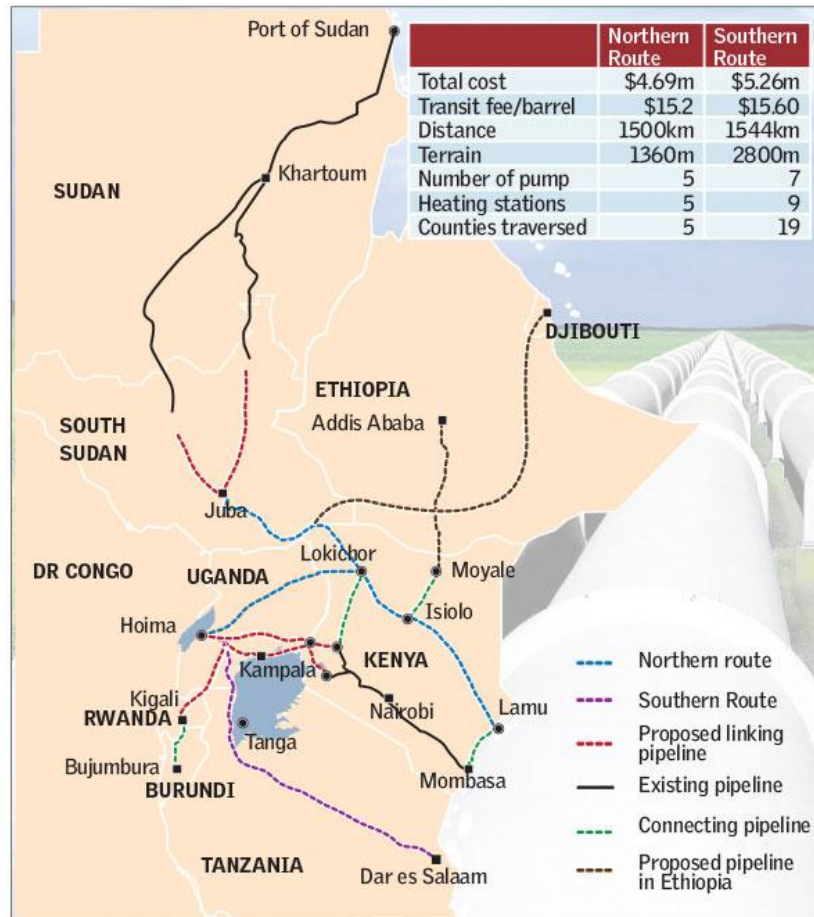 Port of Sudan
Northern Route Southern Route
Total cost $4.69m $5.26m
Transit fee/barrel $15.2 $15.60
Distance 1500km 1544km
Terrain 1360m 2800m
Number of pump 5 7
Heating stations 5 9
Counties traversed 5 19
Khartoum
SUDAN
DJIBOUTI
ETHIOPIA
Addis Ababa
SOUTH
SUDAN
Juba
Lokichor
DR CONGO
UGANDA
Moyale
Isiolo
Hoima
Kampala
KENYA
Kigali
RWANDA
Nairobi
Lamu
Tanga
Bujumbura
BURUNDI
Mombasa
TANZANIA
Dar es Salaam
Northern route
Southern Route
Proposed linking
pipeline
Existing pipeline
Connecting pipeline
Proposed pipeline
in Ethiopia